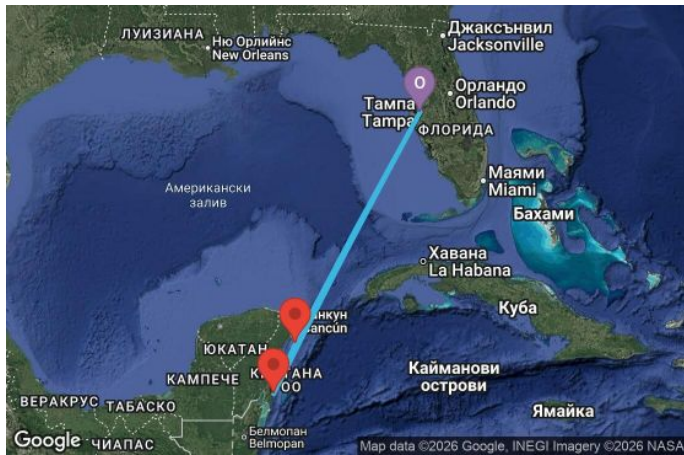 ЛУИЗИАНА
Ню Орлийнс
New Orleans
Джаксънвил
Jacksonville
O
Орландо
Orlando
Тампа
Tampa
ФЛОРИДА
Маями
Miami
Американски
залив
Бахами
Хавана
La Habana
Куба
ЮКАТАН
КАМПЕЧЕ
Кайманови
острови
ВЕРАКРУС
ТАБАСКО
Ямайка
Белмопан
Belmopan
ЧИАПАС
Google
Map data ©2026 Google, INEGI Imagery ©2026 NASA